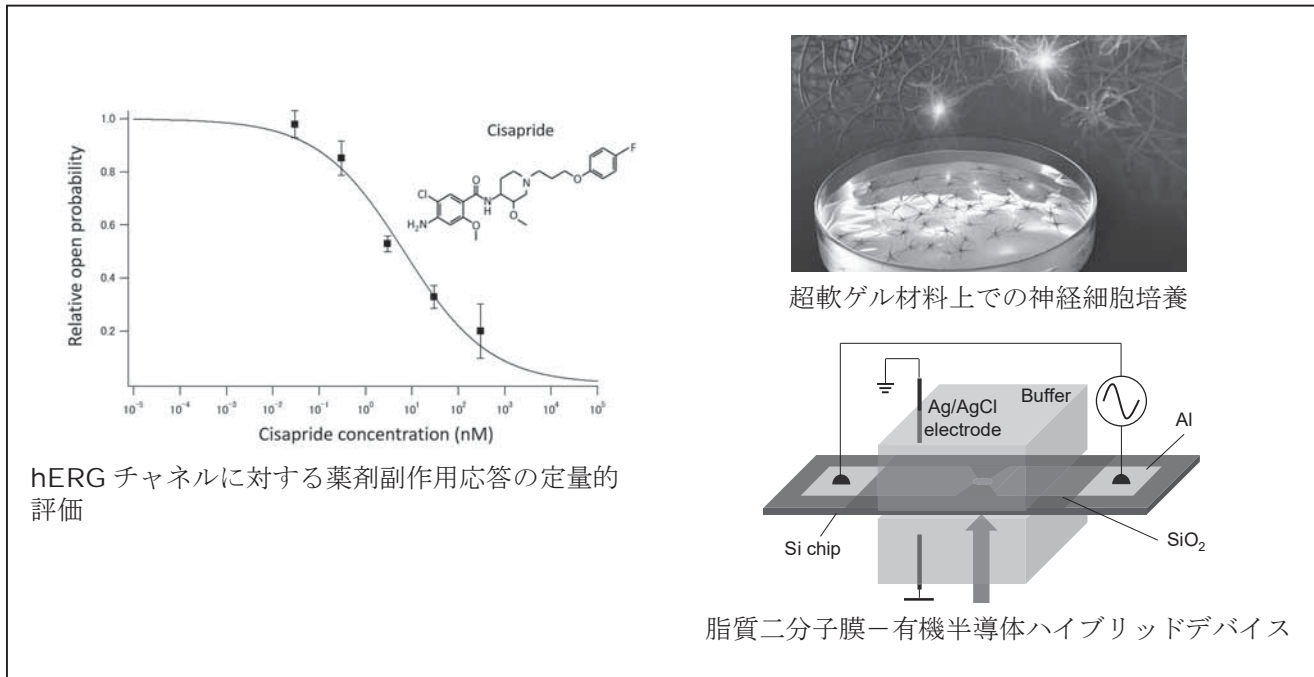 Relative open probability
1.0
0.8
0.6
0.4
0.2
10⁻⁵ 10⁻⁴ 10⁻³ 10⁻² 10⁻¹ 10⁰ 10¹ 10² 10³ 10⁴ 10⁵
Cisapride concentration (nM)
Cisapride
Cl
O
N
H
H₂N
O
O
N
O
F
hERG チャネルに対する薬剤副作用応答の定量的
評価
超軟ゲル材料上での神経細胞培養
Ag/AgCl
electrode
Buffer
Al
Si chip
SiO₂
脂質二分子膜－有機半導体ハイブリッドデバイス